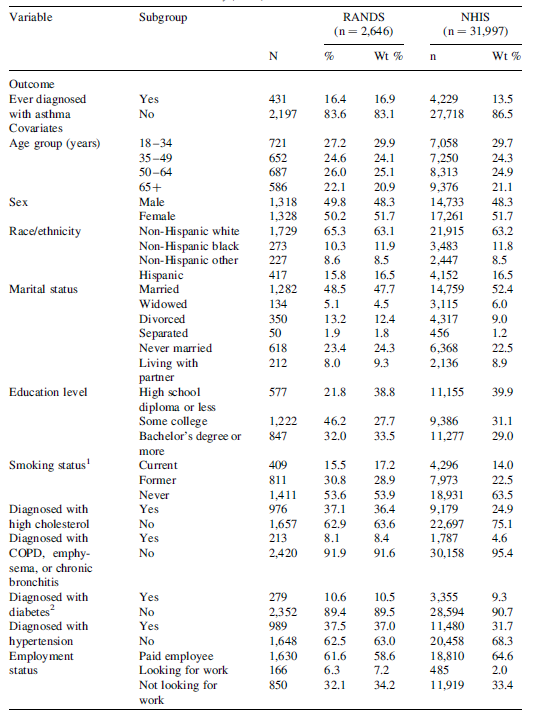 Variable Subgroup RANDS NHIS
(n = 2,646) (n = 31,997)
N % Wt % n Wt %
Outcome
Ever diagnosed Yes 431 16.4 16.9 4,229 13.5
with asthma No 2,197 83.6 83.1 27,718 86.5
Covariates
Age group (years) 18–34 721 27.2 29.9 7,058 29.7
35–49 652 24.6 24.1 7,250 24.3
50–64 687 26.0 25.1 8,313 24.9
65+ 586 22.1 20.9 9,376 21.1
Sex Male 1,318 49.8 48.3 14,733 48.3
Female 1,328 50.2 51.7 17,261 51.7
Race/ethnicity Non-Hispanic white 1,729 65.3 63.1 21,915 63.2
Non-Hispanic black 273 10.3 11.9 3,483 11.8
Non-Hispanic other 227 8.6 8.5 2,447 8.5
Hispanic 417 15.8 16.5 4,152 16.5
Marital status Married 1,282 48.5 47.7 14,759 52.4
Widowed 134 5.1 4.5 3,115 6.0
Divorced 350 13.2 12.4 4,317 9.0
Separated 50 1.9 1.8 456 1.2
Never married 618 23.4 24.3 6,368 22.5
Living with 212 8.0 9.3 2,136 8.9
partner
Education level High school 577 21.8 38.8 11,155 39.9
diploma or less
Some college 1,222 46.2 27.7 9,386 31.1
Bachelor's degree or 847 32.0 33.5 11,277 29.0
more
Smoking status1 Current 409 15.5 17.2 4,296 14.0
Former 811 30.8 28.9 7,973 22.5
Never 1,411 53.6 53.9 18,931 63.5
Diagnosed with Yes 976 37.1 36.4 9,179 24.9
high cholesterol No 1,657 62.9 63.6 22,697 75.1
Diagnosed with Yes 213 8.1 8.4 1,787 4.6
COPD, emphy- No 2,420 91.9 91.6 30,158 95.4
sema, or chronic
bronchitis
Diagnosed with Yes 279 10.6 10.5 3,355 9.3
diabetes2 No 2,352 89.4 89.5 28,594 90.7
Diagnosed with Yes 989 37.5 37.0 11,480 31.7
hypertension No 1,648 62.5 63.0 20,458 68.3
Employment Paid employee 1,630 61.6 58.6 18,810 64.6
status Looking for work 166 6.3 7.2 485 2.0
Not looking for 850 32.1 34.2 11,919 33.4
work